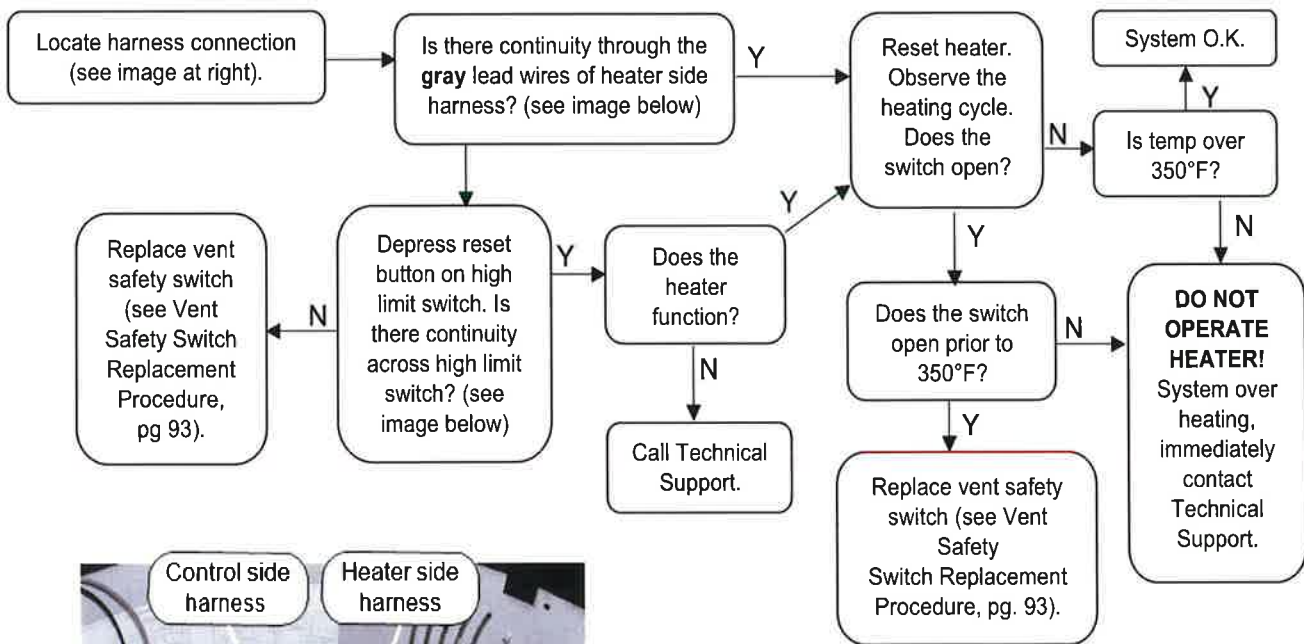 Locate harness connection
(see image at right).
Is there continuity through the
gray lead wires of heater side
harness? (see image below)
Y
Reset heater.
Observe the
heating cycle.
Does the
switch open?
N
System O.K.
Y
Is temp over
350°F?
N
Replace vent
safety switch
(see Vent
Safety Switch
Replacement
Procedure,
pg 93).
N
Depress reset
button on high
limit switch. Is
there continuity
across high limit
switch? (see
image below)
Y
Does the
heater
function?
Y
N
Call Technical
Support.
Y
Does the switch
open prior to
350°F?
N
Y
Replace vent safety
switch (see Vent
Safety
Switch Replacement
Procedure, pg. 93).
DO NOT
OPERATE
HEATER!
System over
heating,
immediately
contact
Technical
Support.
Control side
harness
Heater side
harness